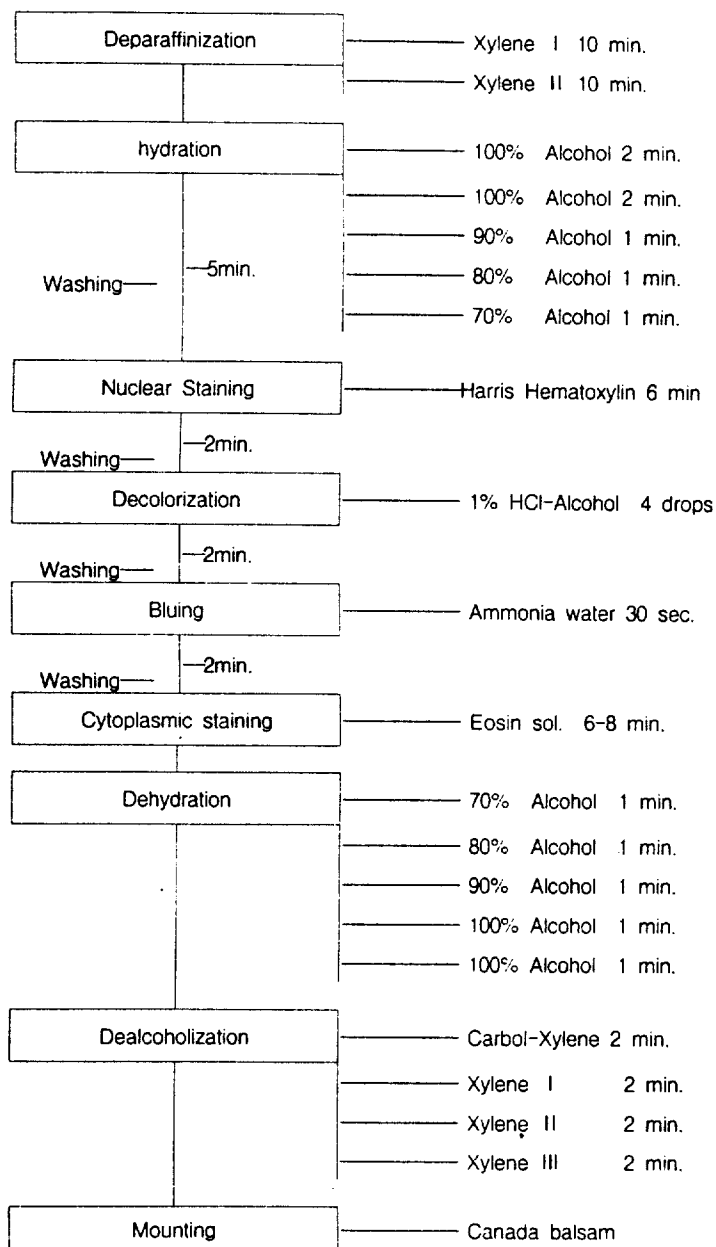 Deparaffinization Xylene I 10 min.
Xylene II 10 min.
hydration 100% Alcohol 2 min.
100% Alcohol 2 min.
90% Alcohol 1 min.
Washing 5min. 80% Alcohol 1 min.
70% Alcohol 1 min.
Nuclear Staining Harris Hematoxylin 6 min
Washing 2min.
Decolorization 1% HCl-Alcohol 4 drops
Washing 2min.
Bluing Ammonia water 30 sec.
Washing 2min.
Cytoplasmic staining Eosin sol. 6-8 min.
Dehydration 70% Alcohol 1 min.
80% Alcohol 1 min.
90% Alcohol 1 min.
100% Alcohol 1 min.
100% Alcohol 1 min.
Dealcoholization Carbol-Xylene 2 min.
Xylene I 2 min.
Xylene II 2 min.
Xylene III 2 min.
Mounting Canada balsam